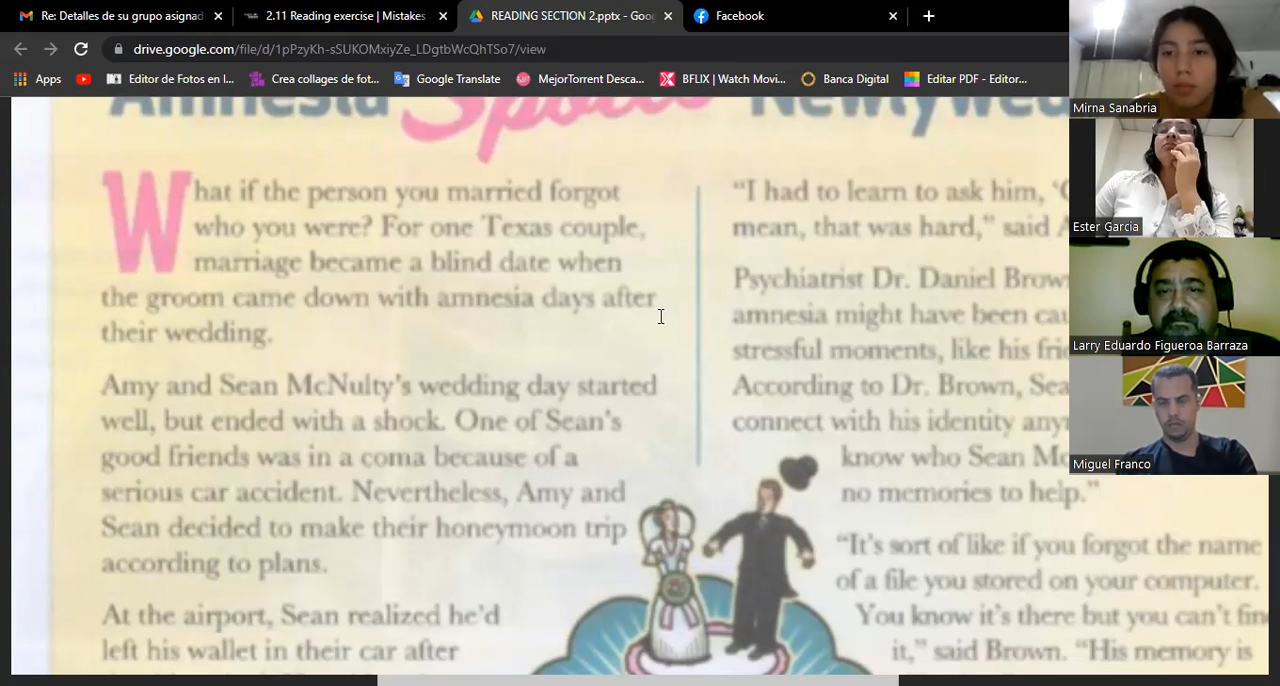 Re: Detalles de su grupo asignad
2.11 Reading exercise | Mistakes
READING SECTION 2.pptx - Goo
Facebook
drive.google.com/file/d/1pPzyKh-sSUKOMxiyZe_LDgtbWcQhTSo7/view
Apps
Editor de Fotos en l...
Crea collages de fot...
Google Translate
MejorTorrent Desca...
BFLIX | Watch Movi...
Banca Digital
Editar PDF - Editor...
Amnesia Spoils Newlywed
What if the person you married forgot
who you were? For one Texas couple,
marriage became a blind date when
the groom came down with amnesia days after
their wedding.
Amy and Sean McNulty's wedding day started
well, but ended with a shock. One of Sean's
good friends was in a coma because of a
serious car accident. Nevertheless, Amy and
Sean decided to make their honeymoon trip
according to plans.
At the airport, Sean realized he'd
left his wallet in their car after
"I had to learn to ask him,
mean, that was hard," said
Psychiatrist Dr. Daniel Brow
amnesia might have been cau
stressful moments, like his frie
According to Dr. Brown, Sea
connect with his identity any
know who Sean Mc
no memories to help."
"It's sort of like if you forgot the name
of a file you stored on your computer.
You know it's there but you can't fin
it," said Brown. "His memory is
Mirna Sanabria
Ester Garcia
Larry Eduardo Figueroa Barraza
Miguel Franco